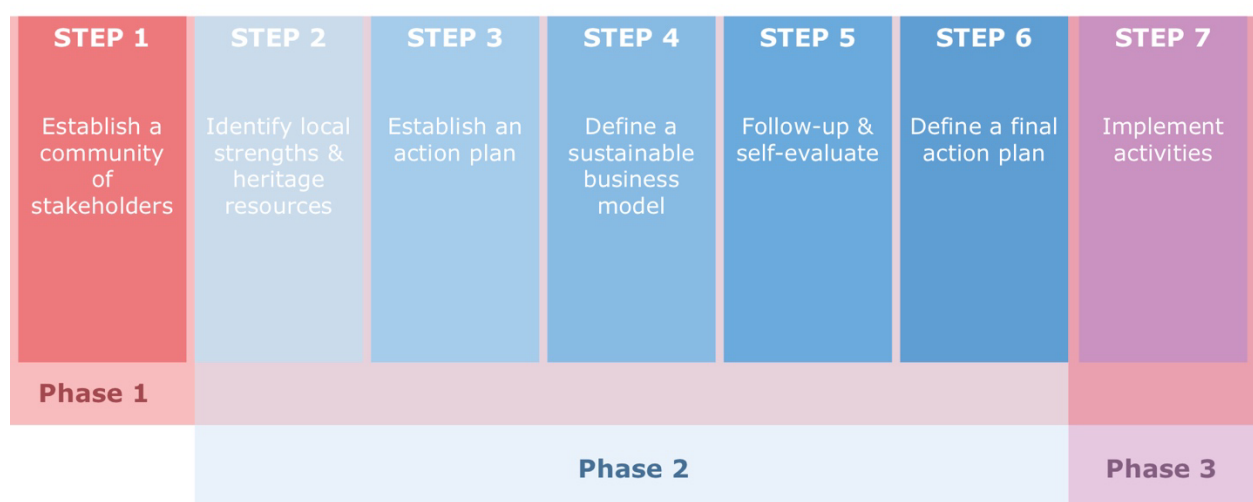 STEP 1
Establish a
community
of
stakeholders
STEP 2
Identify local
strengths &
heritage
resources
STEP 3
Establish an
action plan
STEP 4
Define a
sustainable
business
model
STEP 5
Follow-up &
self-evaluate
STEP 6
Define a final
action plan
STEP 7
Implement
activities
Phase 1
Phase 2
Phase 3